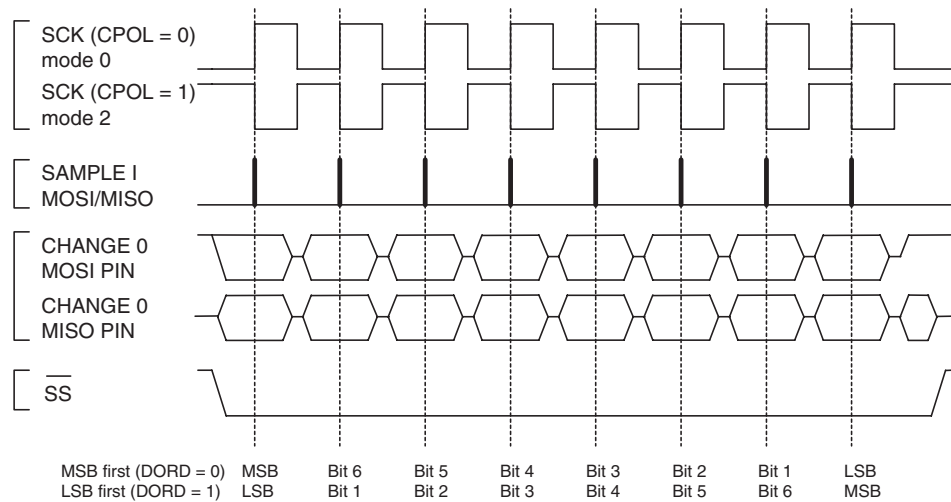 SCK (CPOL = 0)
mode 0
SCK (CPOL = 1)
mode 2
SAMPLE I
MOSI/MISO
CHANGE 0
MOSI PIN
CHANGE 0
MISO PIN
SS
MSB first (DORD = 0) MSB Bit 6 Bit 5 Bit 4 Bit 3 Bit 2 Bit 1 LSB
LSB first (DORD = 1) LSB Bit 1 Bit 2 Bit 3 Bit 4 Bit 5 Bit 6 MSB